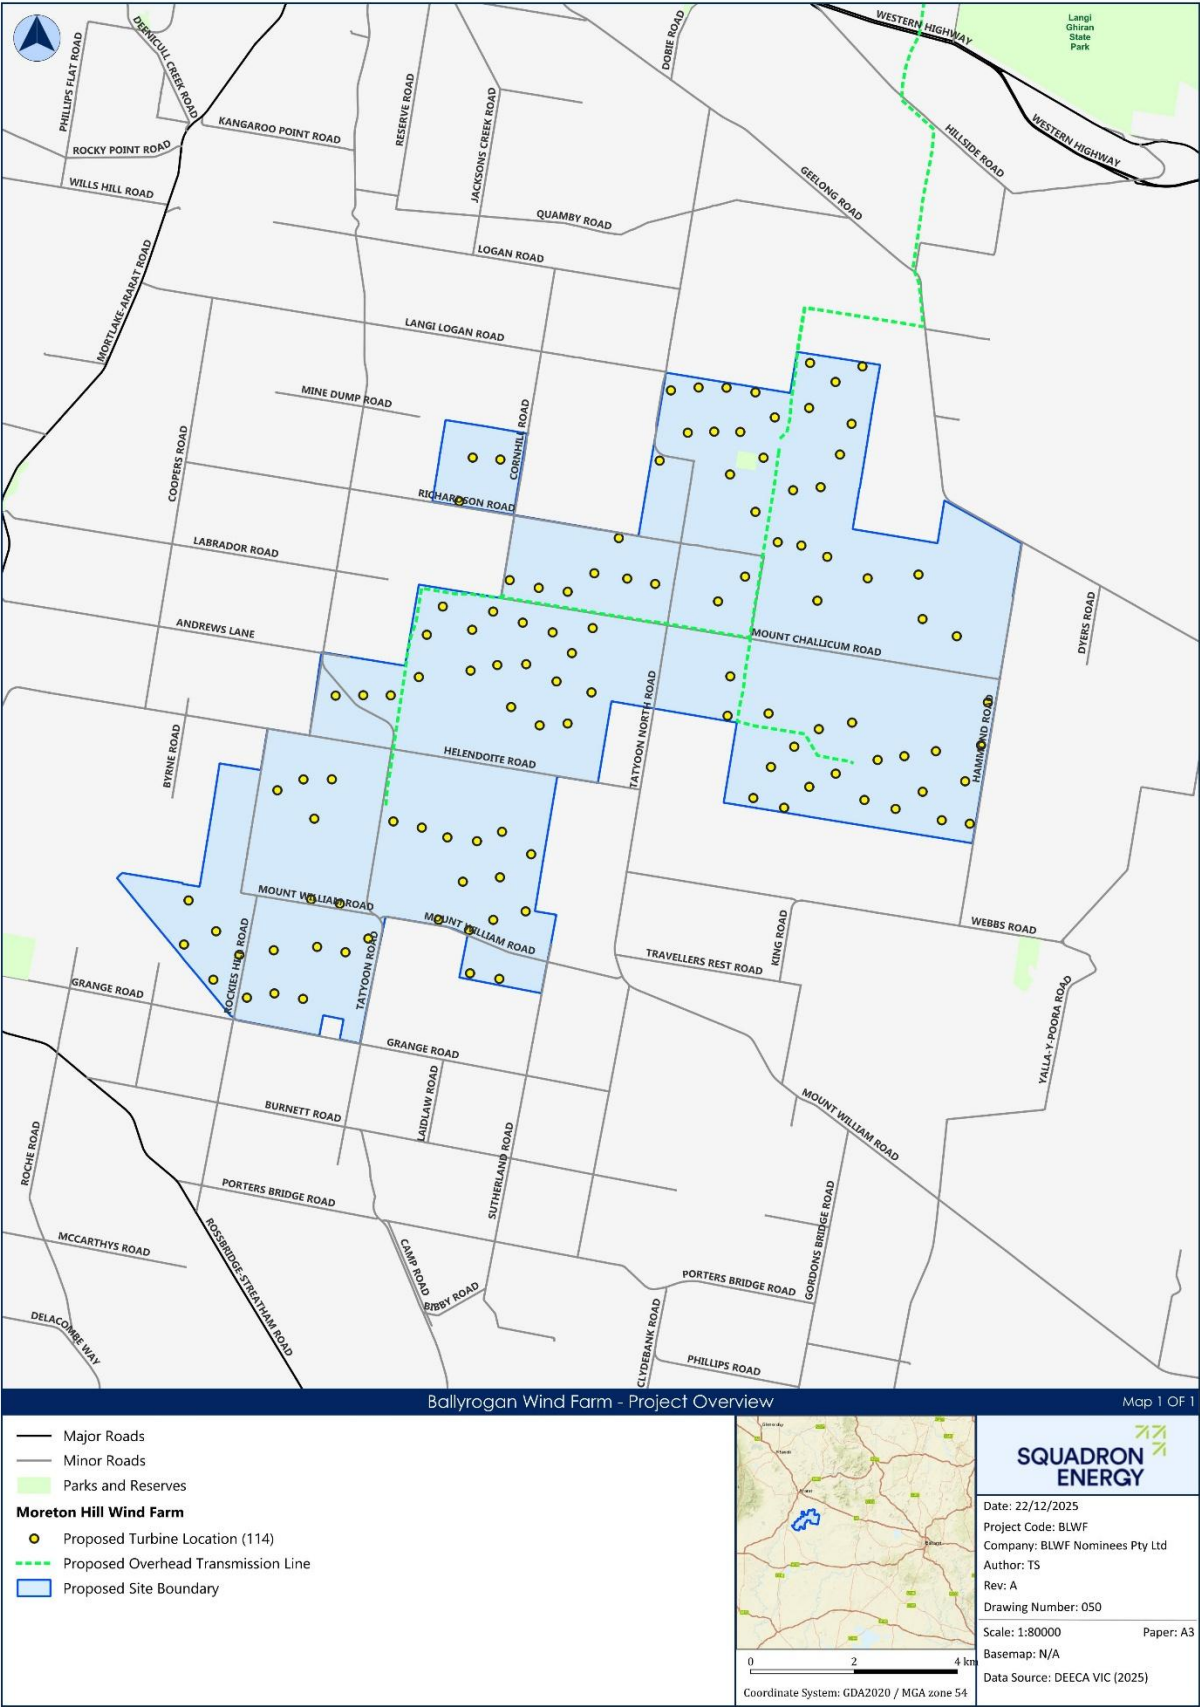 WESTERN HIGHWAY
Langi
Ghiran
State
Park
DEENICULL CREEK ROAD
PHILLIPS FLAT ROAD
DOBIE ROAD
RESERVE ROAD
JACKSONS CREEK ROAD
KANGAROO POINT ROAD
ROCKY POINT ROAD
WILLS HILL ROAD
HILLSIDE ROAD
WESTERN HIGHWAY
GEELONG ROAD
QUAMBY ROAD
LOGAN ROAD
MORTLAKE-ARARAT ROAD
LANGI LOGAN ROAD
MINE DUMP ROAD
CORNHILL ROAD
COOPERS ROAD
RICHARDSON ROAD
LABRADOR ROAD
ANDREWS LANE
MOUNT CHALLICUM ROAD
DYERS ROAD
TATYOON NORTH ROAD
HAMMOND ROAD
BYRNE ROAD
HELENDOITE ROAD
MOUNT WILLIAM ROAD
MOUNT WILLIAM ROAD
ROCKIES HILL ROAD
TATYOON ROAD
KING ROAD
WEBBS ROAD
TRAVELLERS REST ROAD
GRANGE ROAD
YALLA-Y-POORA ROAD
GRANGE ROAD
LAIDLAW ROAD
BURNETT ROAD
MOUNT WILLIAM ROAD
ROCHE ROAD
SUTHERLAND ROAD
PORTERS BRIDGE ROAD
GORDONS BRIDGE ROAD
MCCARTHYS ROAD
ROSSBRIDGE-STREATHAM ROAD
CAMP ROAD
BIBBY ROAD
PORTERS BRIDGE ROAD
DELACOMBE WAY
CLYDEBANK ROAD
PHILLIPS ROAD
Ballyrogan Wind Farm - Project Overview
Map 1 OF 1
Major Roads
Minor Roads
Parks and Reserves
Moreton Hill Wind Farm
Proposed Turbine Location (114)
Proposed Overhead Transmission Line
Proposed Site Boundary
0 2 4 km
Coordinate System: GDA2020 / MGA zone 54
SQUADRON
ENERGY
Date: 22/12/2025
Project Code: BLWF
Company: BLWF Nominees Pty Ltd
Author: TS
Rev: A
Drawing Number: 050
Scale: 1:80000 Paper: A3
Basemap: N/A
Data Source: DEECA VIC (2025)